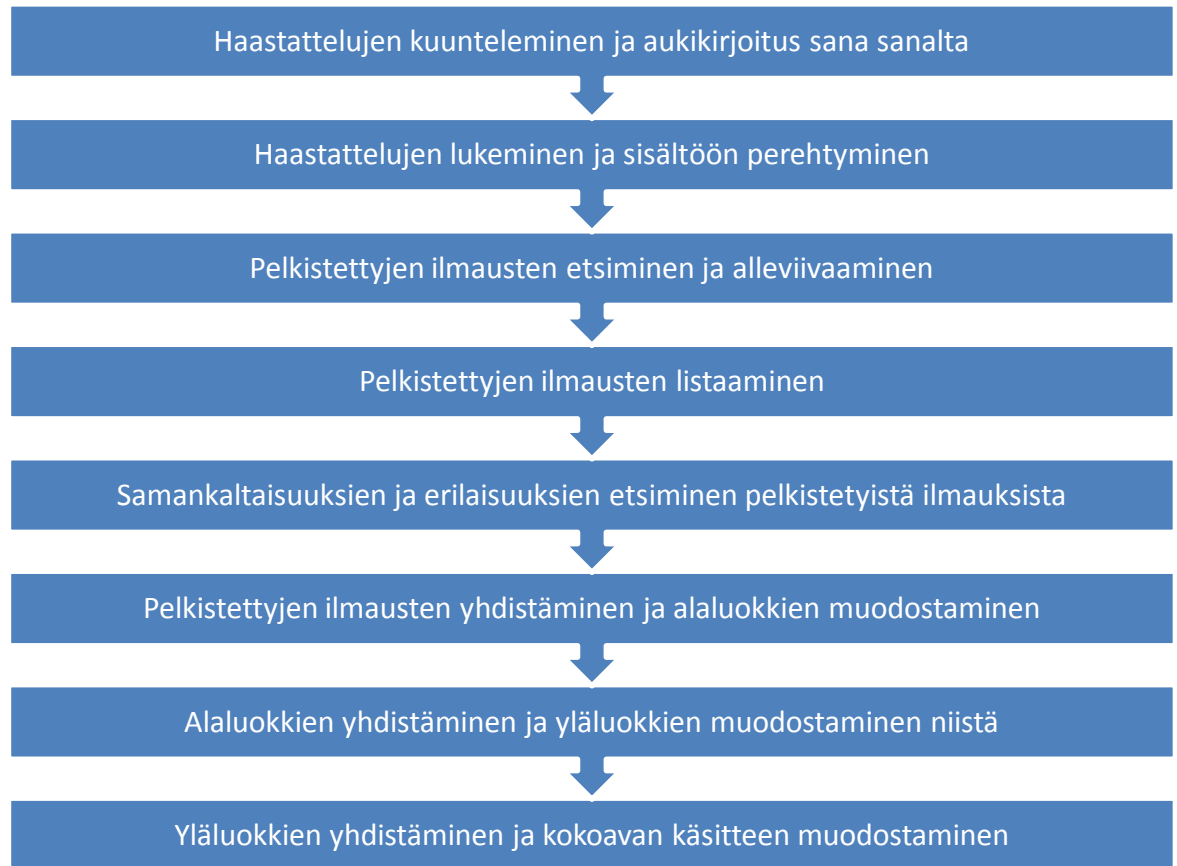 Haastattelujen kuunteleminen ja aukikirjoitus sana sanalta
Haastattelujen lukeminen ja sisältöön perehtyminen
Pelkistettyjen ilmausten etsiminen ja alleviivaaminen
Pelkistettyjen ilmausten listaaminen
Samankaltaisuuksien ja erilaisuuksien etsiminen pelkistetyistä ilmauksista
Pelkistettyjen ilmausten yhdistäminen ja alaluokkien muodostaminen
Alaluokkien yhdistäminen ja yläluokkien muodostaminen niistä
Yläluokkien yhdistäminen ja kokoavan käsitteen muodostaminen